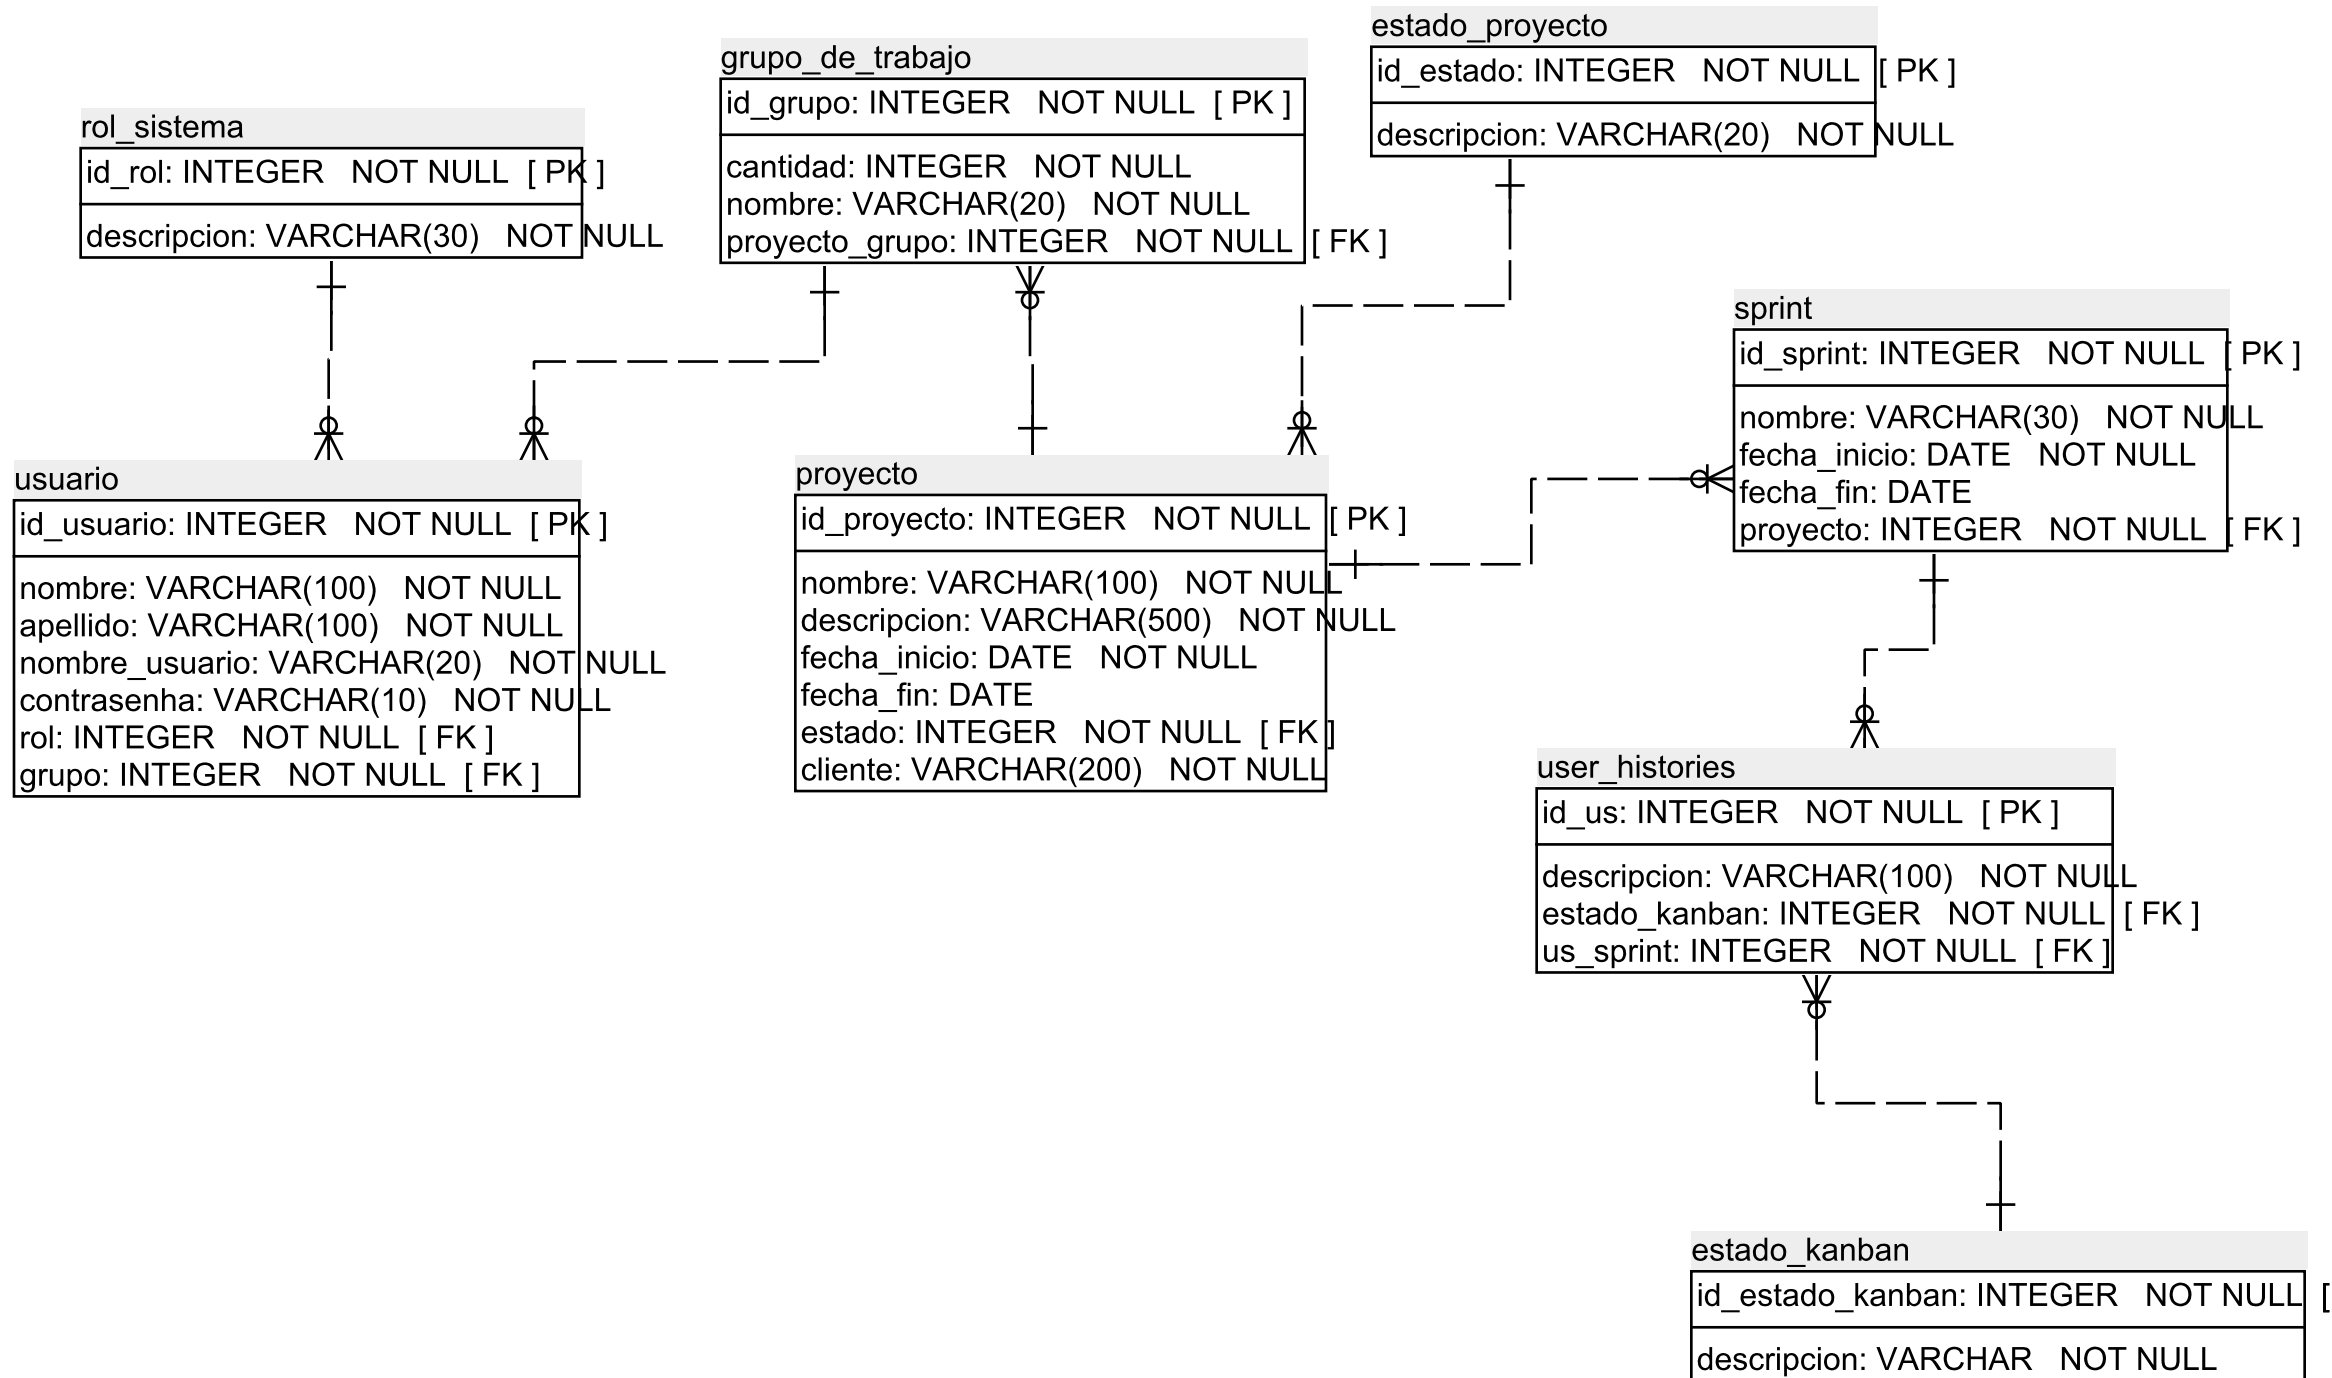 estado_proyecto
id_estado: INTEGER NOT NULL [ PK ]
descripcion: VARCHAR(20) NOT NULL
grupo_de_trabajo
id_grupo: INTEGER NOT NULL [ PK ]
cantidad: INTEGER NOT NULL
nombre: VARCHAR(20) NOT NULL
proyecto_grupo: INTEGER NOT NULL [ FK ]
rol_sistema
id_rol: INTEGER NOT NULL [ PK ]
descripcion: VARCHAR(30) NOT NULL
sprint
id_sprint: INTEGER NOT NULL [ PK ]
nombre: VARCHAR(30) NOT NULL
fecha_inicio: DATE NOT NULL
fecha_fin: DATE
proyecto: INTEGER NOT NULL [ FK ]
usuario
id_usuario: INTEGER NOT NULL [ PK ]
nombre: VARCHAR(100) NOT NULL
apellido: VARCHAR(100) NOT NULL
nombre_usuario: VARCHAR(20) NOT NULL
contrasenha: VARCHAR(10) NOT NULL
rol: INTEGER NOT NULL [ FK ]
grupo: INTEGER NOT NULL [ FK ]
proyecto
id_proyecto: INTEGER NOT NULL [ PK ]
nombre: VARCHAR(100) NOT NULL
descripcion: VARCHAR(500) NOT NULL
fecha_inicio: DATE NOT NULL
fecha_fin: DATE
estado: INTEGER NOT NULL [ FK ]
cliente: VARCHAR(200) NOT NULL
user_histories
id_us: INTEGER NOT NULL [ PK ]
descripcion: VARCHAR(100) NOT NULL
estado_kanban: INTEGER NOT NULL [ FK ]
us_sprint: INTEGER NOT NULL [ FK ]
estado_kanban
id_estado_kanban: INTEGER NOT NULL [
descripcion: VARCHAR NOT NULL